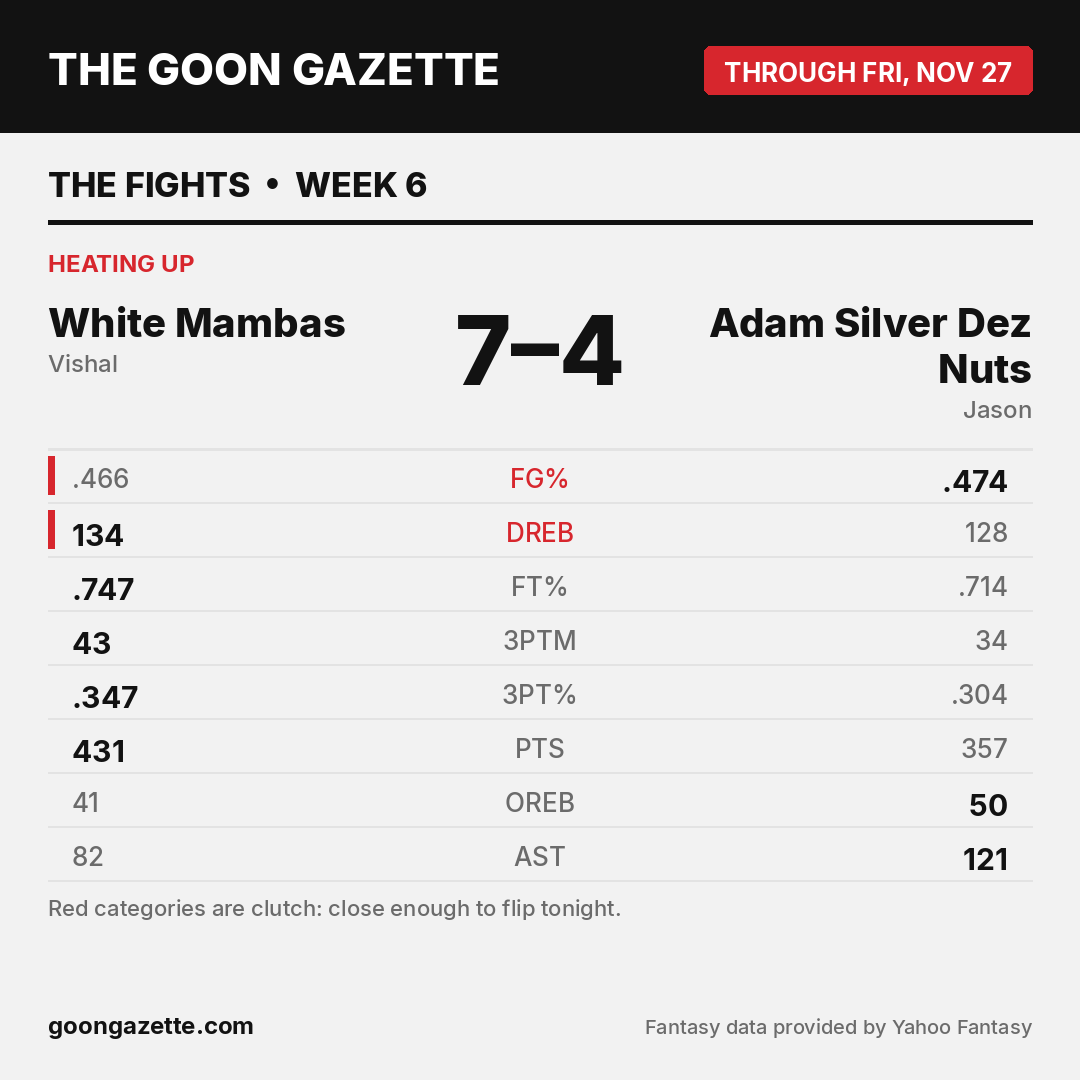 THE GOON GAZETTE
THROUGH FRI, NOV 27
THE FIGHTS • WEEK 6
HEATING UP
White Mambas
Vishal
7–4
Adam Silver Dez
Nuts
Jason
.466 FG% .474
134 DREB 128
.747 FT% .714
43 3PTM 34
.347 3PT% .304
431 PTS 357
41 OREB 50
82 AST 121
Red categories are clutch: close enough to flip tonight.
goongazette.com
Fantasy data provided by Yahoo Fantasy